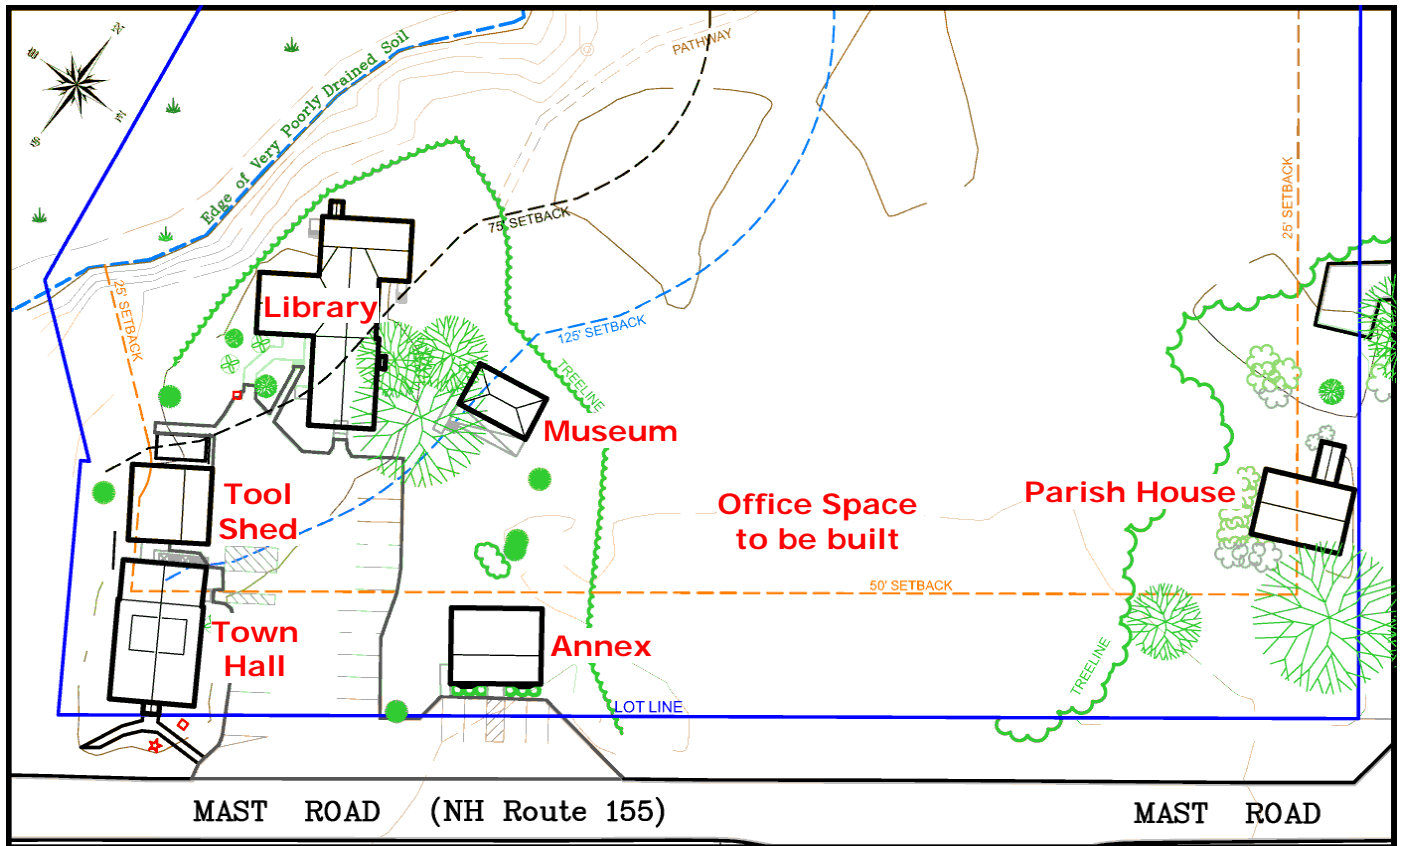 N
E
PATHWAY
Edge of Very Poorly Drained Soil
25' SETBACK
75' SETBACK
25' SETBACK
Library
125' SETBACK
TREELINE
Museum
Tool
Shed
Office Space
to be built
Parish House
50' SETBACK
Town
Hall
Annex
TREELINE
LOT LINE
MAST ROAD (NH Route 155)
MAST ROAD